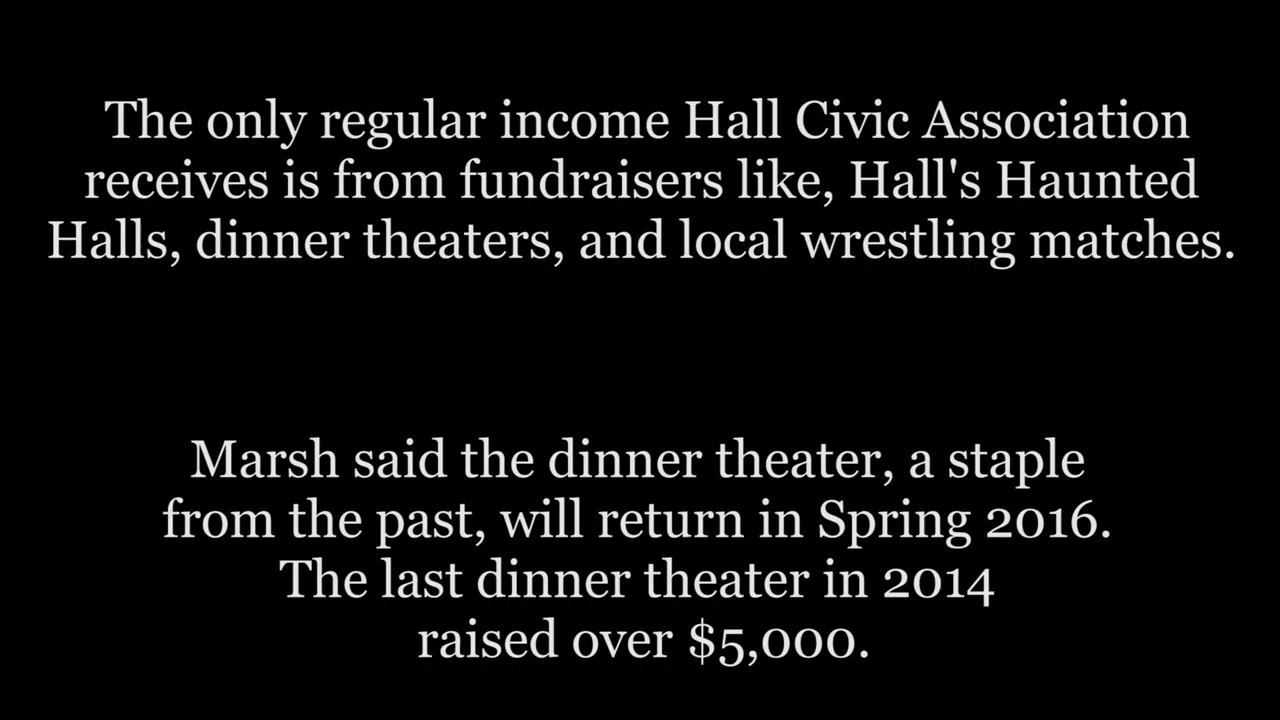 The only regular income Hall Civic Association
receives is from fundraisers like, Hall's Haunted
Halls, dinner theaters, and local wrestling matches.
Marsh said the dinner theater, a staple
from the past, will return in Spring 2016.
The last dinner theater in 2014
raised over $5,000.